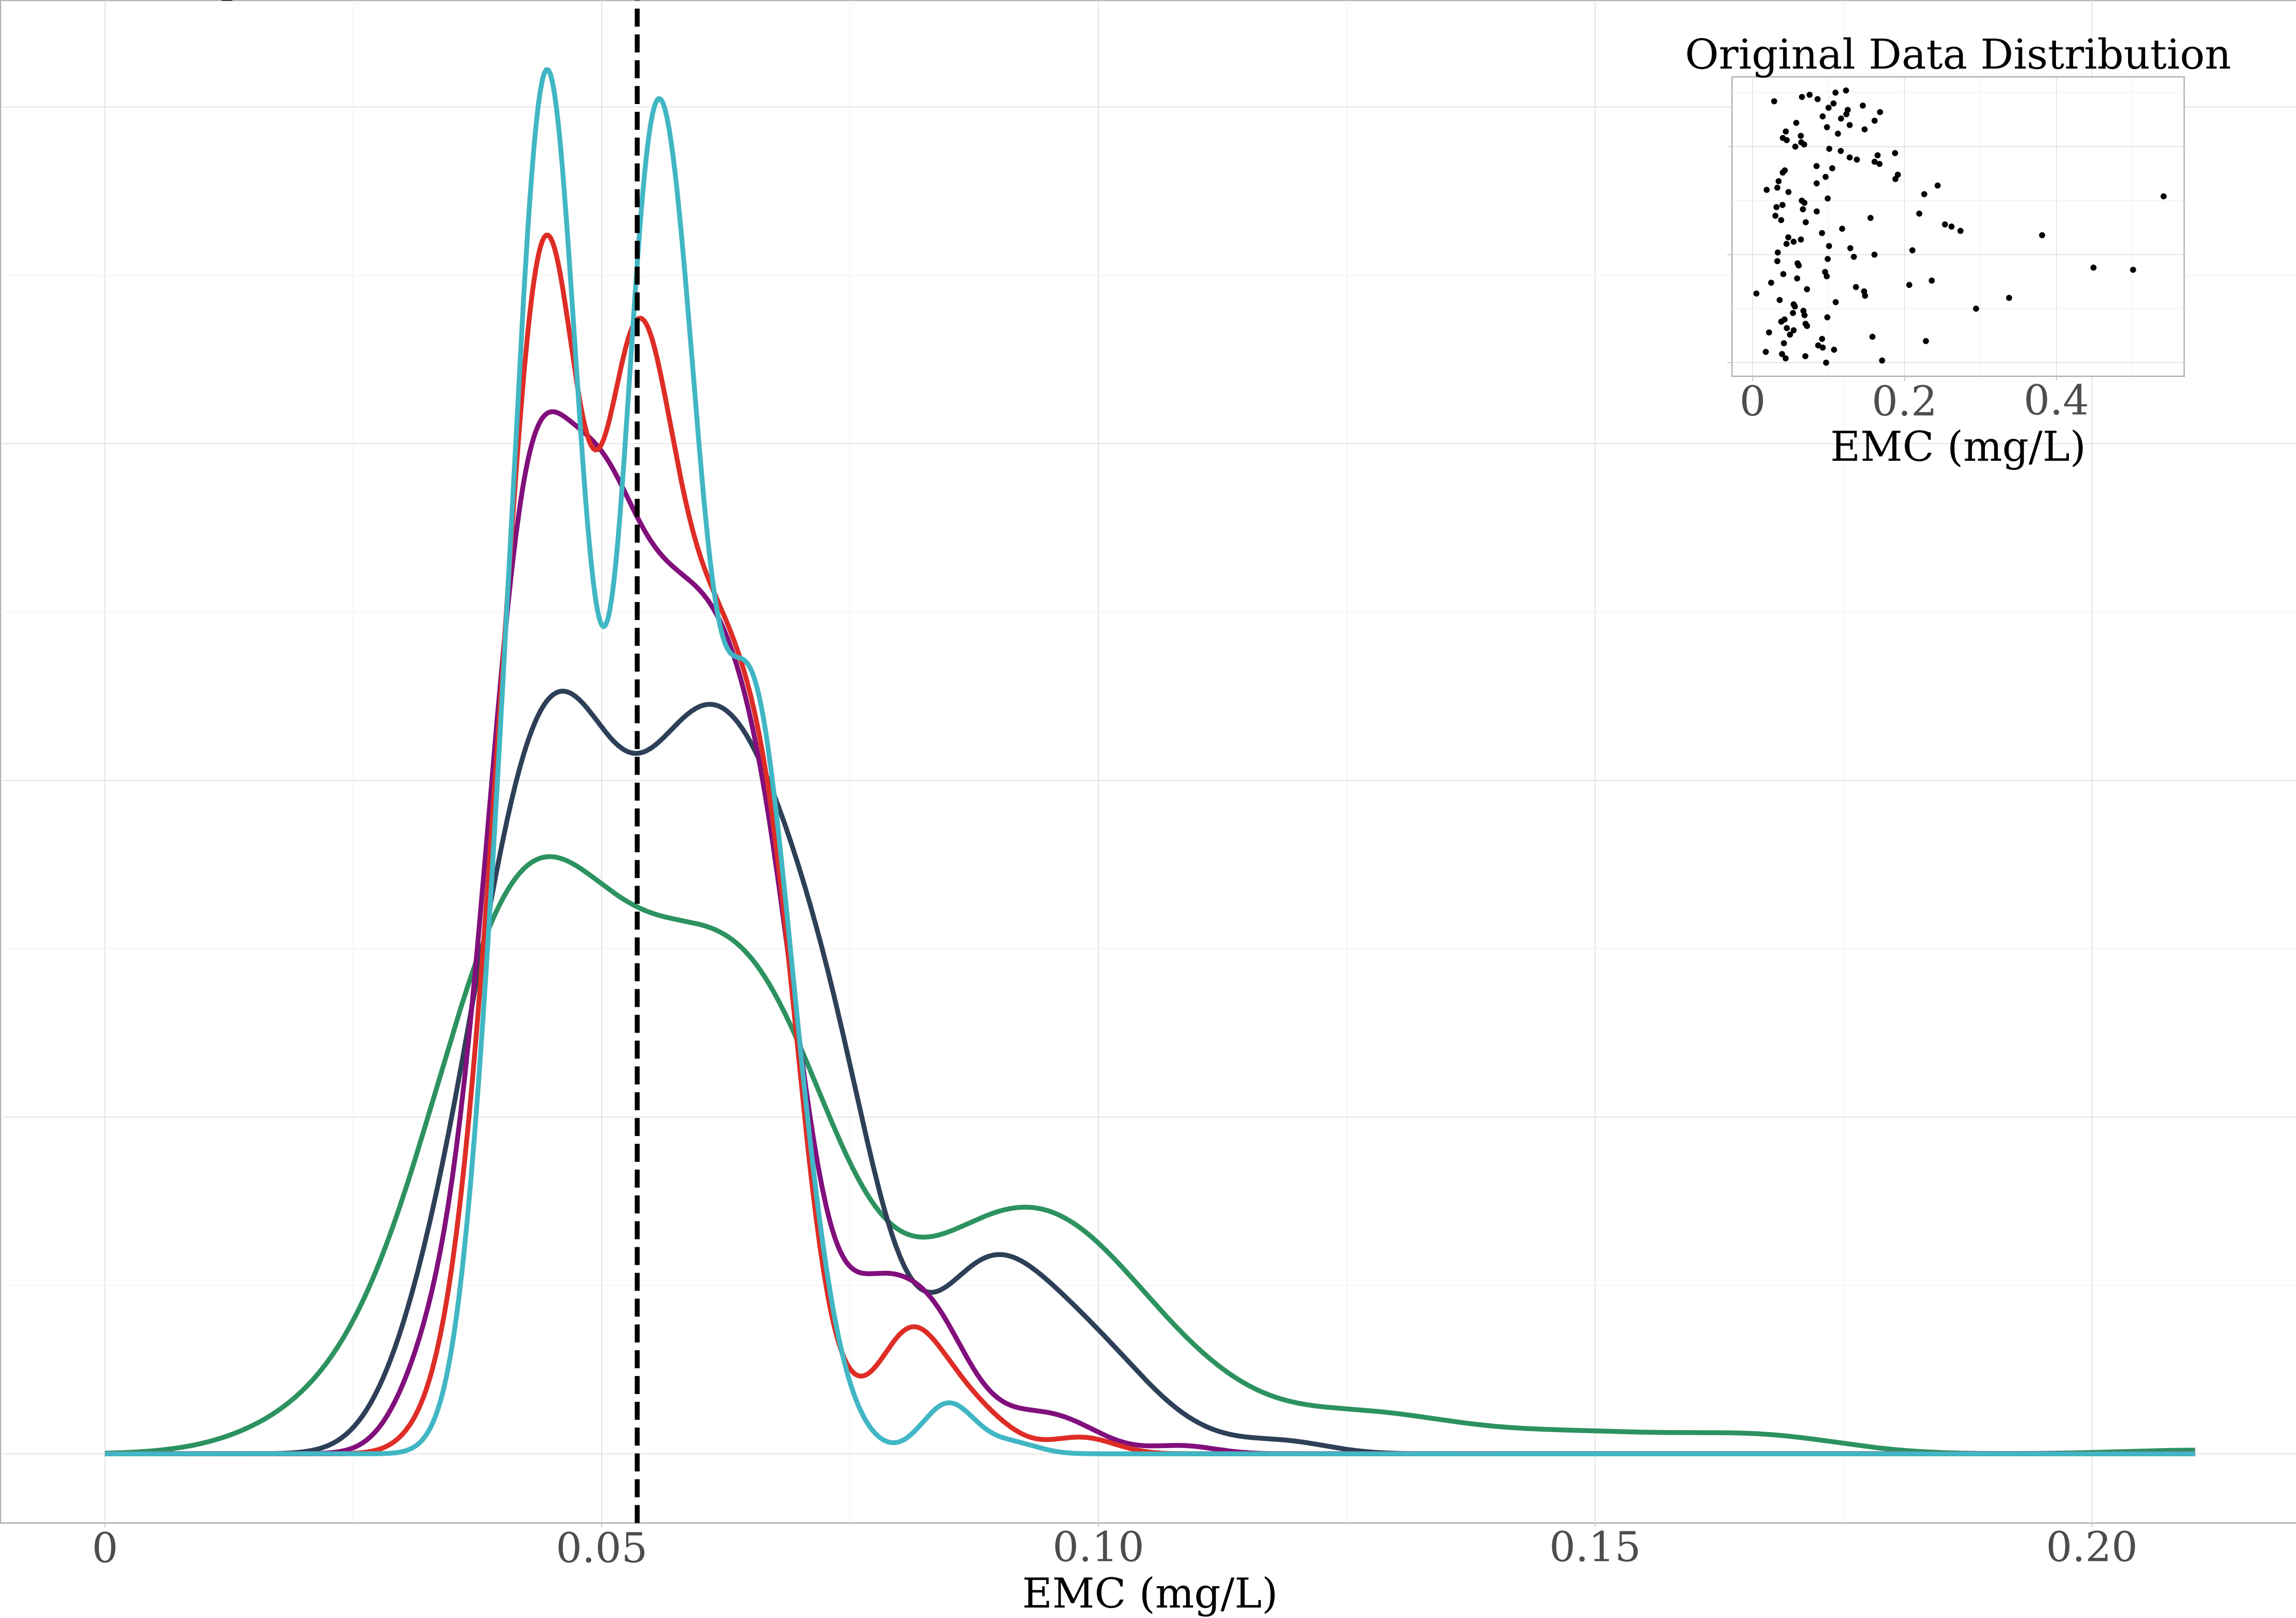 Original Data Distribution
0 0.2 0.4
EMC (mg/L)
0 0.05 0.10 0.15 0.20
EMC (mg/L)